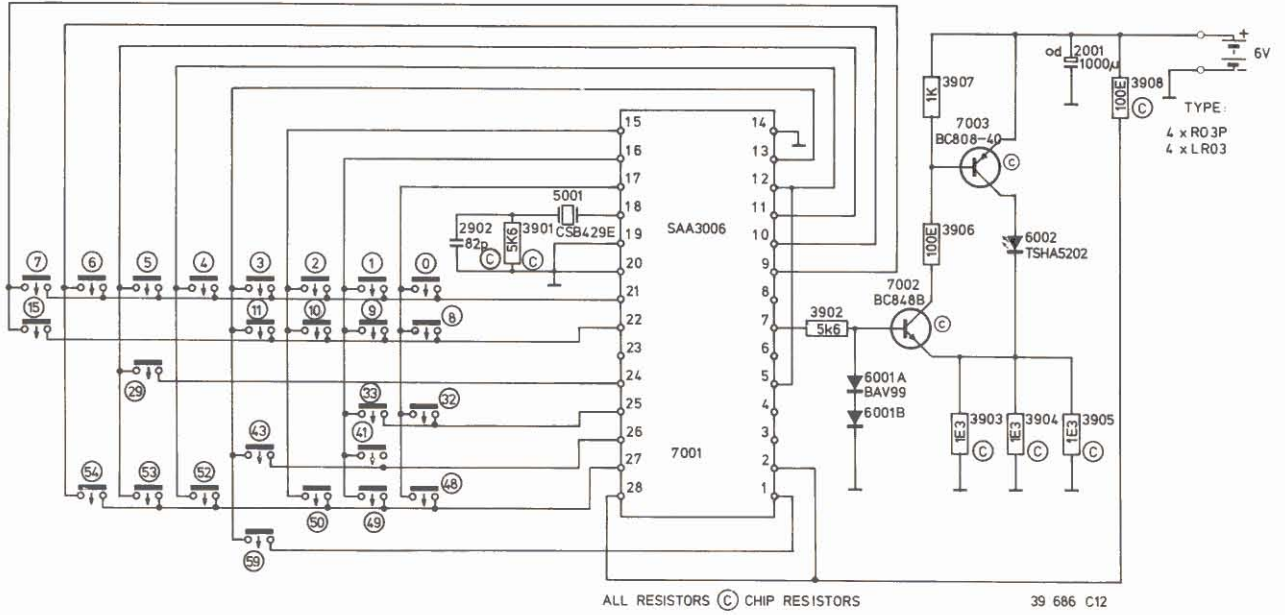 od
2001
1000µ
+
6V
-
3907
1K
3908
100E
C
TYPE:
4 x RO3P
4 x LR03
7003
BC808-40
C
15
14
16
13
17
12
18
11
19
10
20
9
21
8
22
7
23
6
24
5
25
4
26
3
27
2
28
1
SAA3006
7001
5001
CSB429E
2902
82p
C
3901
5K6
C
3906
100E
6002
TSHA5202
7002
BC848B
C
3902
5k6
7
6
5
4
3
2
1
0
15
11
10
9
8
29
33
32
43
41
54
53
52
50
49
48
59
6001A
BAV99
6001B
3903
1E3
C
3904
1E3
C
3905
1E3
C
ALL RESISTORS C CHIP RESISTORS
39 686 C12